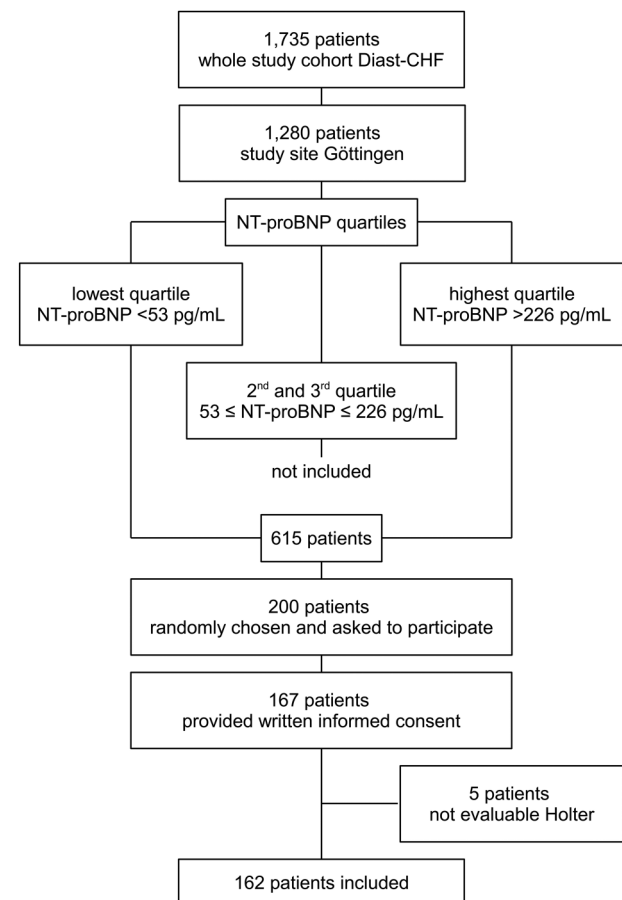 1,735 patients
whole study cohort Diast-CHF
1,280 patients
study site Göttingen
NT-proBNP quartiles
lowest quartile
NT-proBNP <53 pg/mL
highest quartile
NT-proBNP >226 pg/mL
2nd and 3rd quartile
53 ≤ NT-proBNP ≤ 226 pg/mL
not included
615 patients
200 patients
randomly chosen and asked to participate
167 patients
provided written informed consent
5 patients
not evaluable Holter
162 patients included